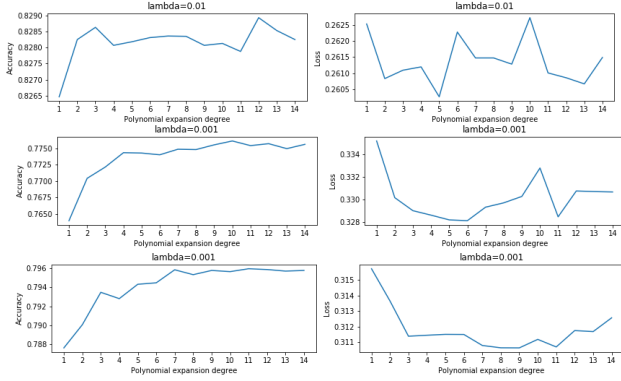 lambda=0.01
Accuracy
0.8290
0.8285
0.8280
0.8275
0.8270
0.8265
1 2 3 4 5 6 7 8 9 10 11 12 13 14
Polynomial expansion degree
lambda=0.01
Loss
0.2625
0.2620
0.2615
0.2610
0.2605
1 2 3 4 5 6 7 8 9 10 11 12 13 14
Polynomial expansion degree
lambda=0.001
Accuracy
0.7750
0.7725
0.7700
0.7675
0.7650
1 2 3 4 5 6 7 8 9 10 11 12 13 14
Polynomial expansion degree
lambda=0.001
Loss
0.334
0.332
0.330
0.328
1 2 3 4 5 6 7 8 9 10 11 12 13 14
Polynomial expansion degree
lambda=0.001
Accuracy
0.796
0.794
0.792
0.790
0.788
1 2 3 4 5 6 7 8 9 10 11 12 13 14
Polynomial expansion degree
lambda=0.001
Loss
0.315
0.314
0.313
0.312
0.311
1 2 3 4 5 6 7 8 9 10 11 12 13 14
Polynomial expansion degree